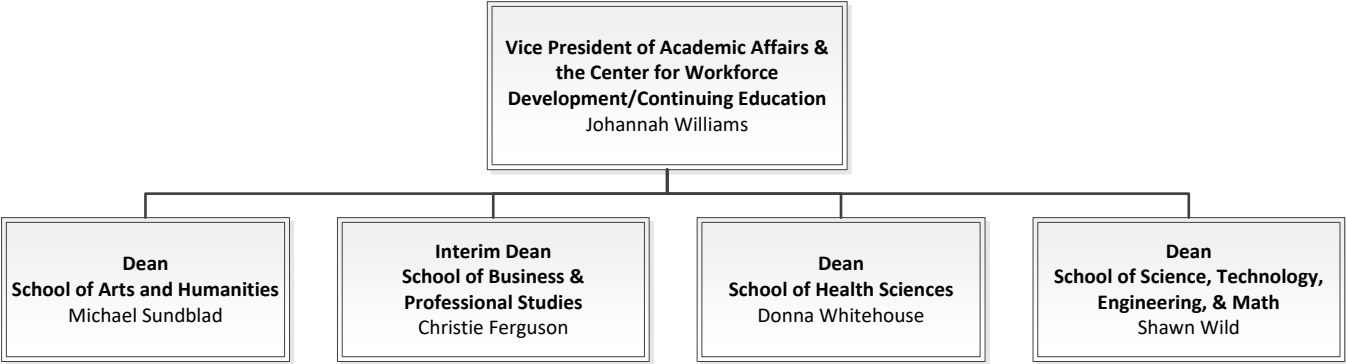 Vice President of Academic Affairs &
the Center for Workforce
Development/Continuing Education
Johannah Williams
Dean
School of Arts and Humanities
Michael Sundblad
Interim Dean
School of Business &
Professional Studies
Christie Ferguson
Dean
School of Health Sciences
Donna Whitehouse
Dean
School of Science, Technology,
Engineering, & Math
Shawn Wild